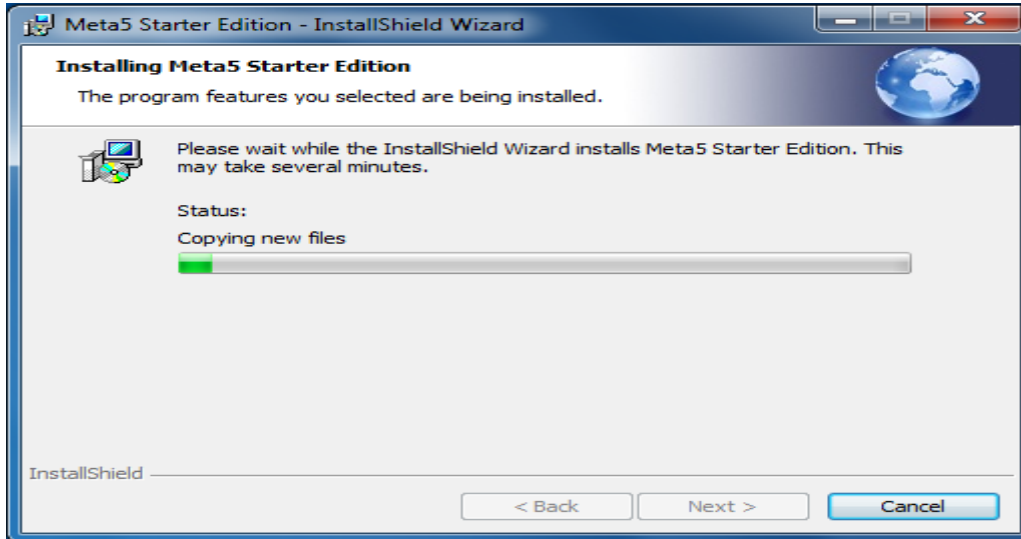 Meta5 Starter Edition - InstallShield Wizard
Installing Meta5 Starter Edition
The program features you selected are being installed.
Please wait while the InstallShield Wizard installs Meta5 Starter Edition. This
may take several minutes.
Status:
Copying new files
InstallShield
< Back
Next >
Cancel